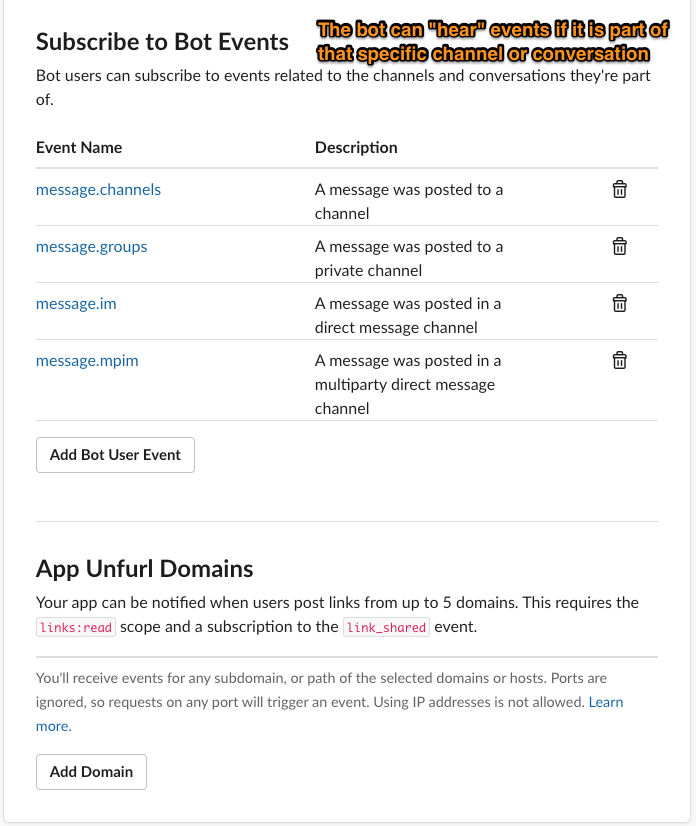 Subscribe to Bot Events
The bot can "hear" events if it is part of
that specific channel or conversation
Bot users can subscribe to events related to the channels and conversations they're part
of.
Event Name Description
message.channels A message was posted to a
channel
message.groups A message was posted to a
private channel
message.im A message was posted in a
direct message channel
message.mpim A message was posted in a
multiparty direct message
channel
Add Bot User Event
App Unfurl Domains
Your app can be notified when users post links from up to 5 domains. This requires the
links:read scope and a subscription to the link_shared event.
You'll receive events for any subdomain, or path of the selected domains or hosts. Ports are
ignored, so requests on any port will trigger an event. Using IP addresses is not allowed. Learn
more.
Add Domain